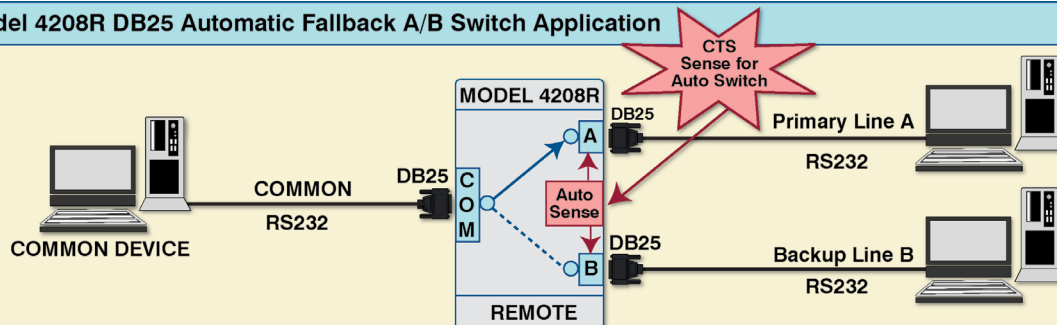 del 4208R DB25 Automatic Fallback A/B Switch Application
CTS
Sense for
Auto Switch
MODEL 4208R
DB25
A
Primary Line A
RS232
DB25
COMMON
RS232
C
O
M
Auto
Sense
COMMON DEVICE
DB25
B
Backup Line B
RS232
REMOTE